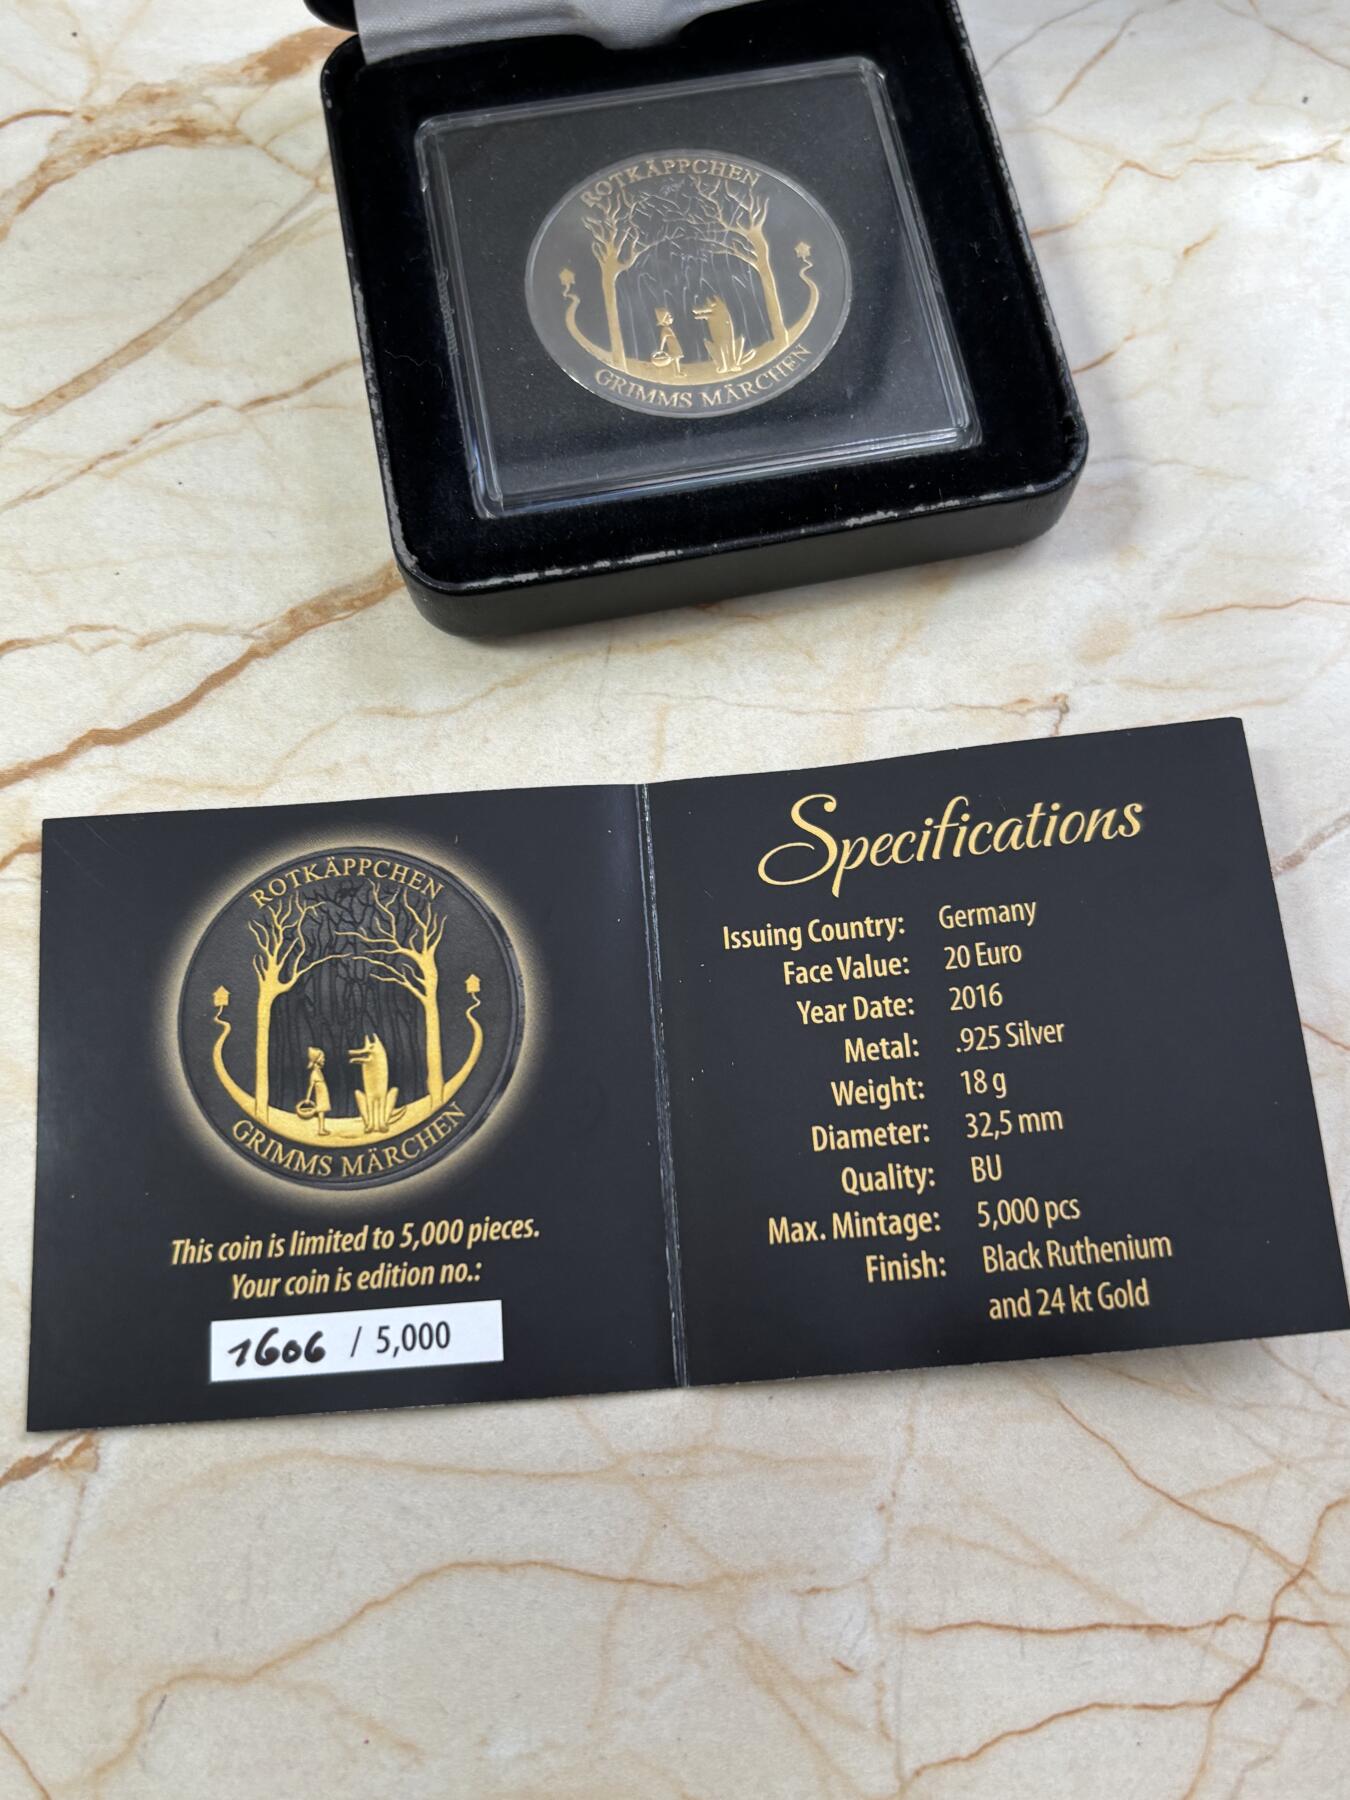 ROTKÄPPCHEN
GRIMMS MÄRCHEN
ROTKÄPPCHEN
GRIMMS MÄRCHEN
This coin is limited to 5,000 pieces.
Your coin is edition no.:
1606 / 5,000
Specifications
Issuing Country: Germany
Face Value: 20 Euro
Year Date: 2016
Metal: .925 Silver
Weight: 18 g
Diameter: 32,5 mm
Quality: BU
Max. Mintage: 5,000 pcs
Finish: Black Ruthenium
and 24 kt Gold